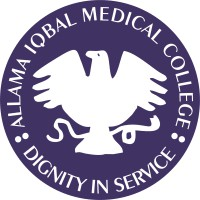 ALLAMA IQBAL MEDICAL COLLEGE
DIGNITY IN SERVICE